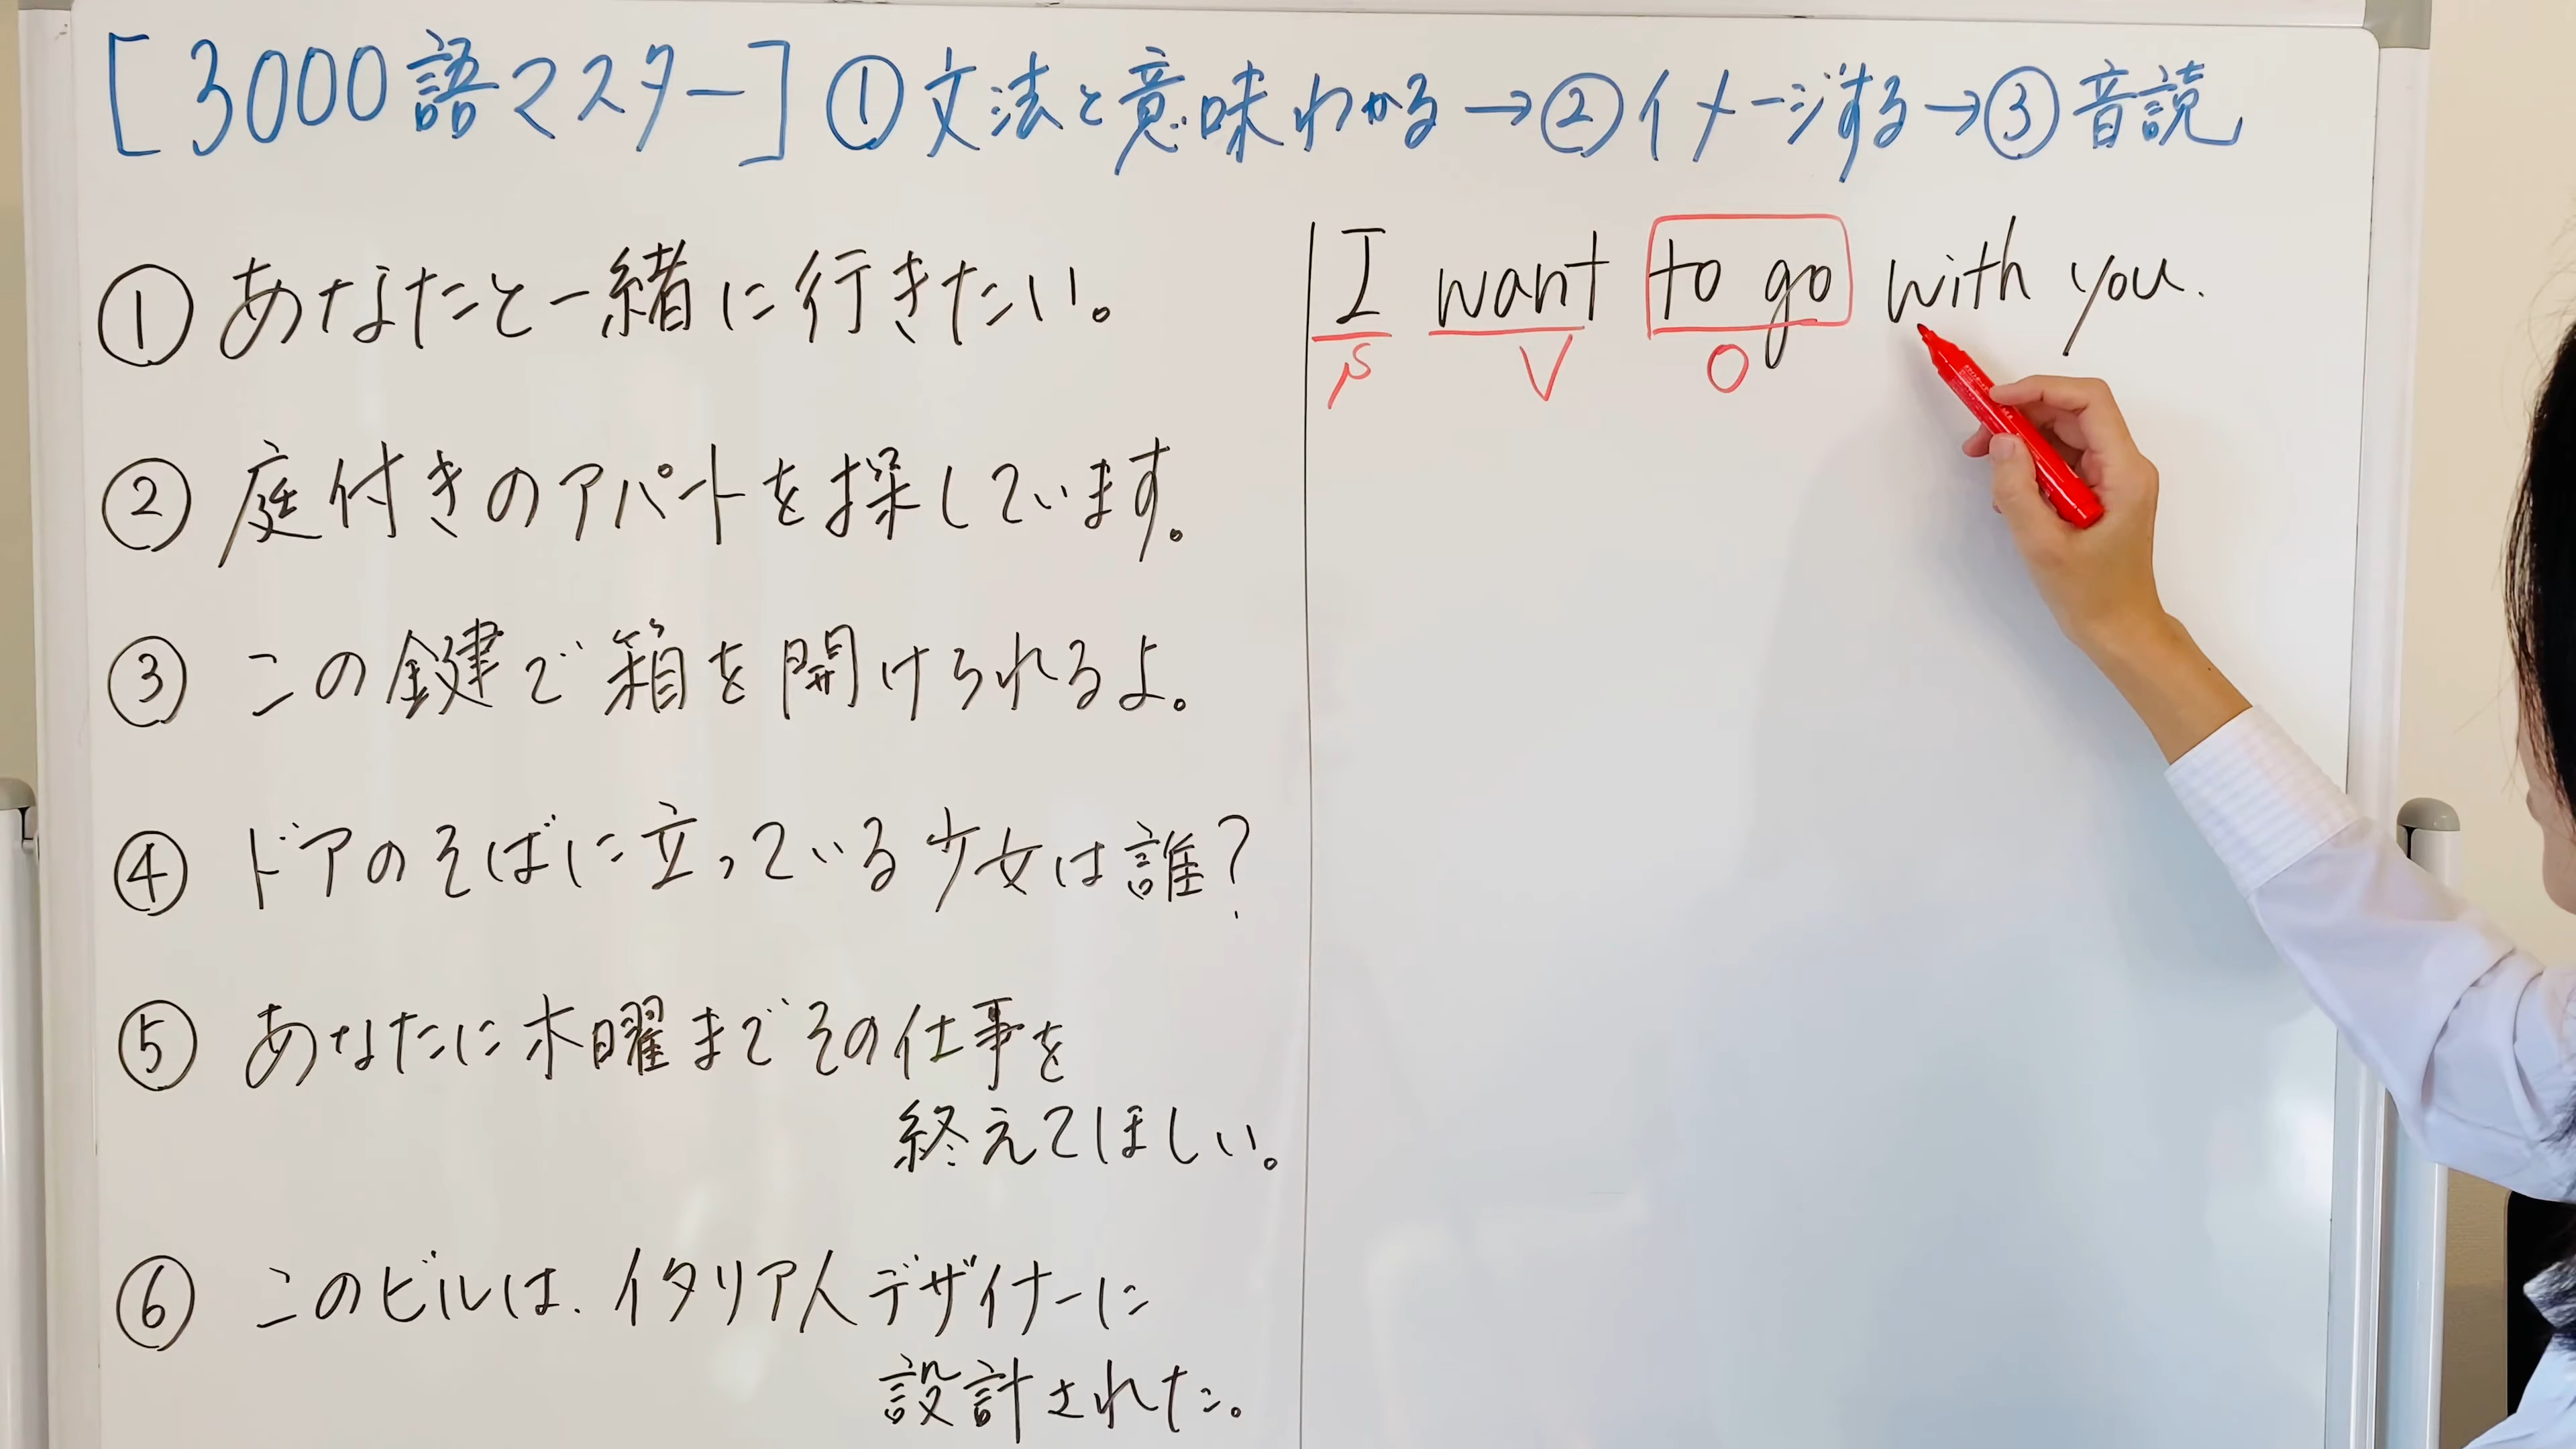 [3000語マスター] ①文法と意味わかる→②イメージする→③音読
① あなたと一緒に行きたい。
I want to go with you.
S V O
② 庭付きのアパートを探しています。
③ この鍵で箱を開けられるよ。
④ ドアのそばに立っている少女は誰?
⑤ あなたに木曜までその仕事を
終えてほしい。
⑥ このビルは、イタリア人デザイナーに
設計された。